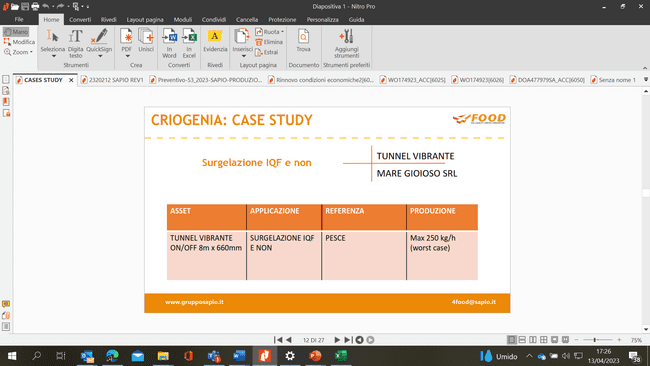 Diapositiva 1 - Nitro Pro
File Home Converti Rivedi Layout pagina Moduli Condividi Cancella Protezione Personalizza Guida
Mano
Modifica
Zoom
Seleziona
Digita testo
QuickSign
Strumenti
PDF
Unisci
Crea
In Word
In Excel
Converti
Evidenzia
Rivedi
Inserisci
Ruota
Elimina
Estrai
Layout pagina
Trova
Documento
Aggiungi strumenti
Strumenti preferiti
CASES STUDY
2320212 SAPIO REV1
Preventivo-53_2023-SAPIO-PRODUZIO...
Rinnovo condizioni economiche2[60...
WO174923_ACC[6025]
WO174923[6026]
DOA4779795A_ACC[6050]
Senza nome 1
CRIOGENIA: CASE STUDY
FOOD
Surgelazione IQF e non
TUNNEL VIBRANTE
MARE GIOIOSO SRL
ASSET APPLICAZIONE REFERENZA PRODUZIONE
TUNNEL VIBRANTE ON/OFF 8m x 660mm
SURGELAZIONE IQF E NON
PESCE
Max 250 kg/h (worst case)
www.grupposapio.it
4food@sapio.it
12 DI 27
75%
Umido
17:26
13/04/2023
38